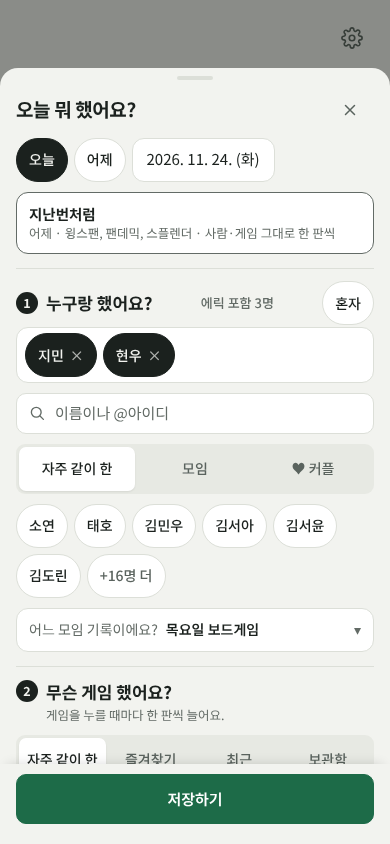 오늘 뭐 했어요?
오늘 어제 2026. 11. 24. (화)
지난번처럼
어제 · 윙스팬, 팬데믹, 스플렌더 · 사람·게임 그대로 한 판씩
1 누구랑 했어요? 에릭 포함 3명 혼자
지민 × 현우 ×
이름이나 @아이디
자주 같이 한 모임 ♥ 커플
소연 태호 김민우 김서아 김서윤
김도린 +16명 더
어느 모임 기록이에요? 목요일 보드게임 ▾
2 무슨 게임 했어요?
게임을 누를 때마다 한 판씩 늘어요.
자주 같이 한 즐겨찾기 최근 보관함
저장하기